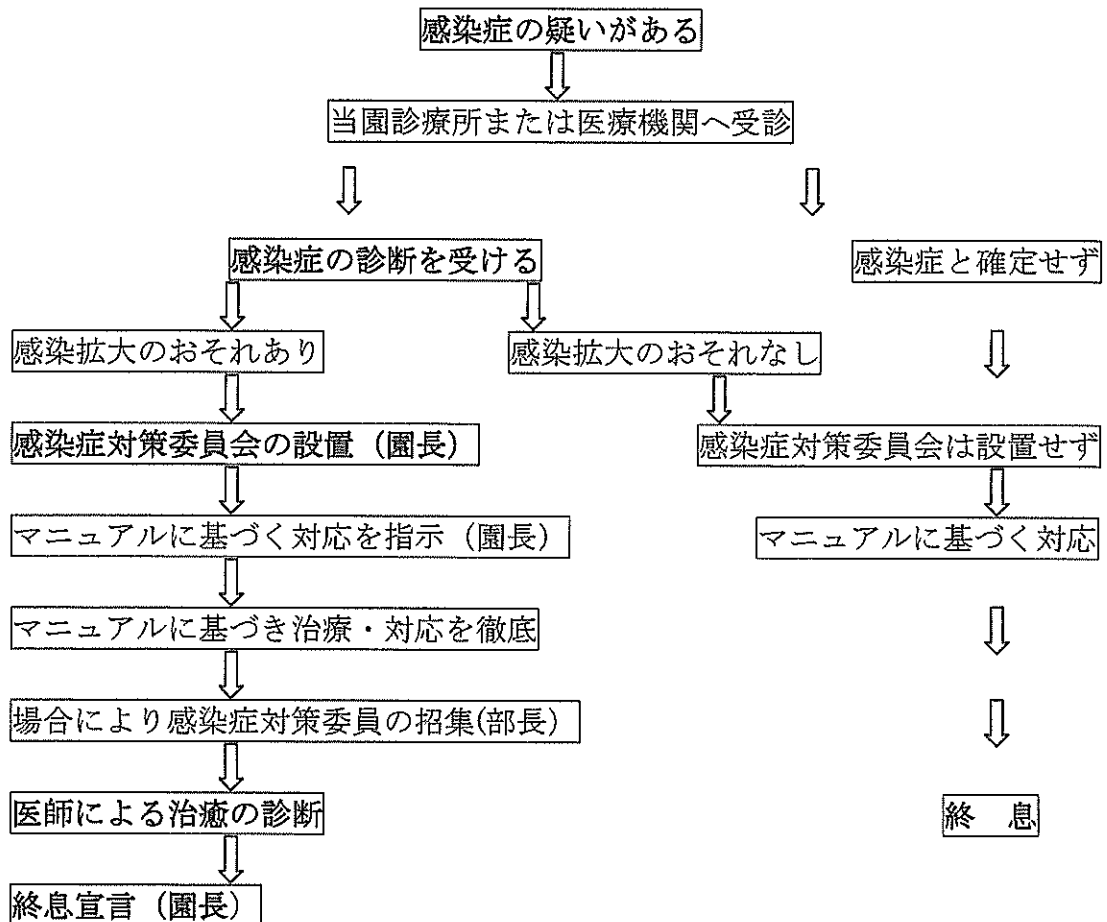 感染症の疑いがある
当園診療所または医療機関へ受診
感染症の診断を受ける
感染症と確定せず
感染拡大のおそれあり
感染拡大のおそれなし
感染症対策委員会の設置（園長）
感染症対策委員会は設置せず
マニュアルに基づく対応を指示（園長）
マニュアルに基づく対応
マニュアルに基づき治療・対応を徹底
場合により感染症対策委員の招集(部長）
医師による治癒の診断
終　息
終息宣言（園長）